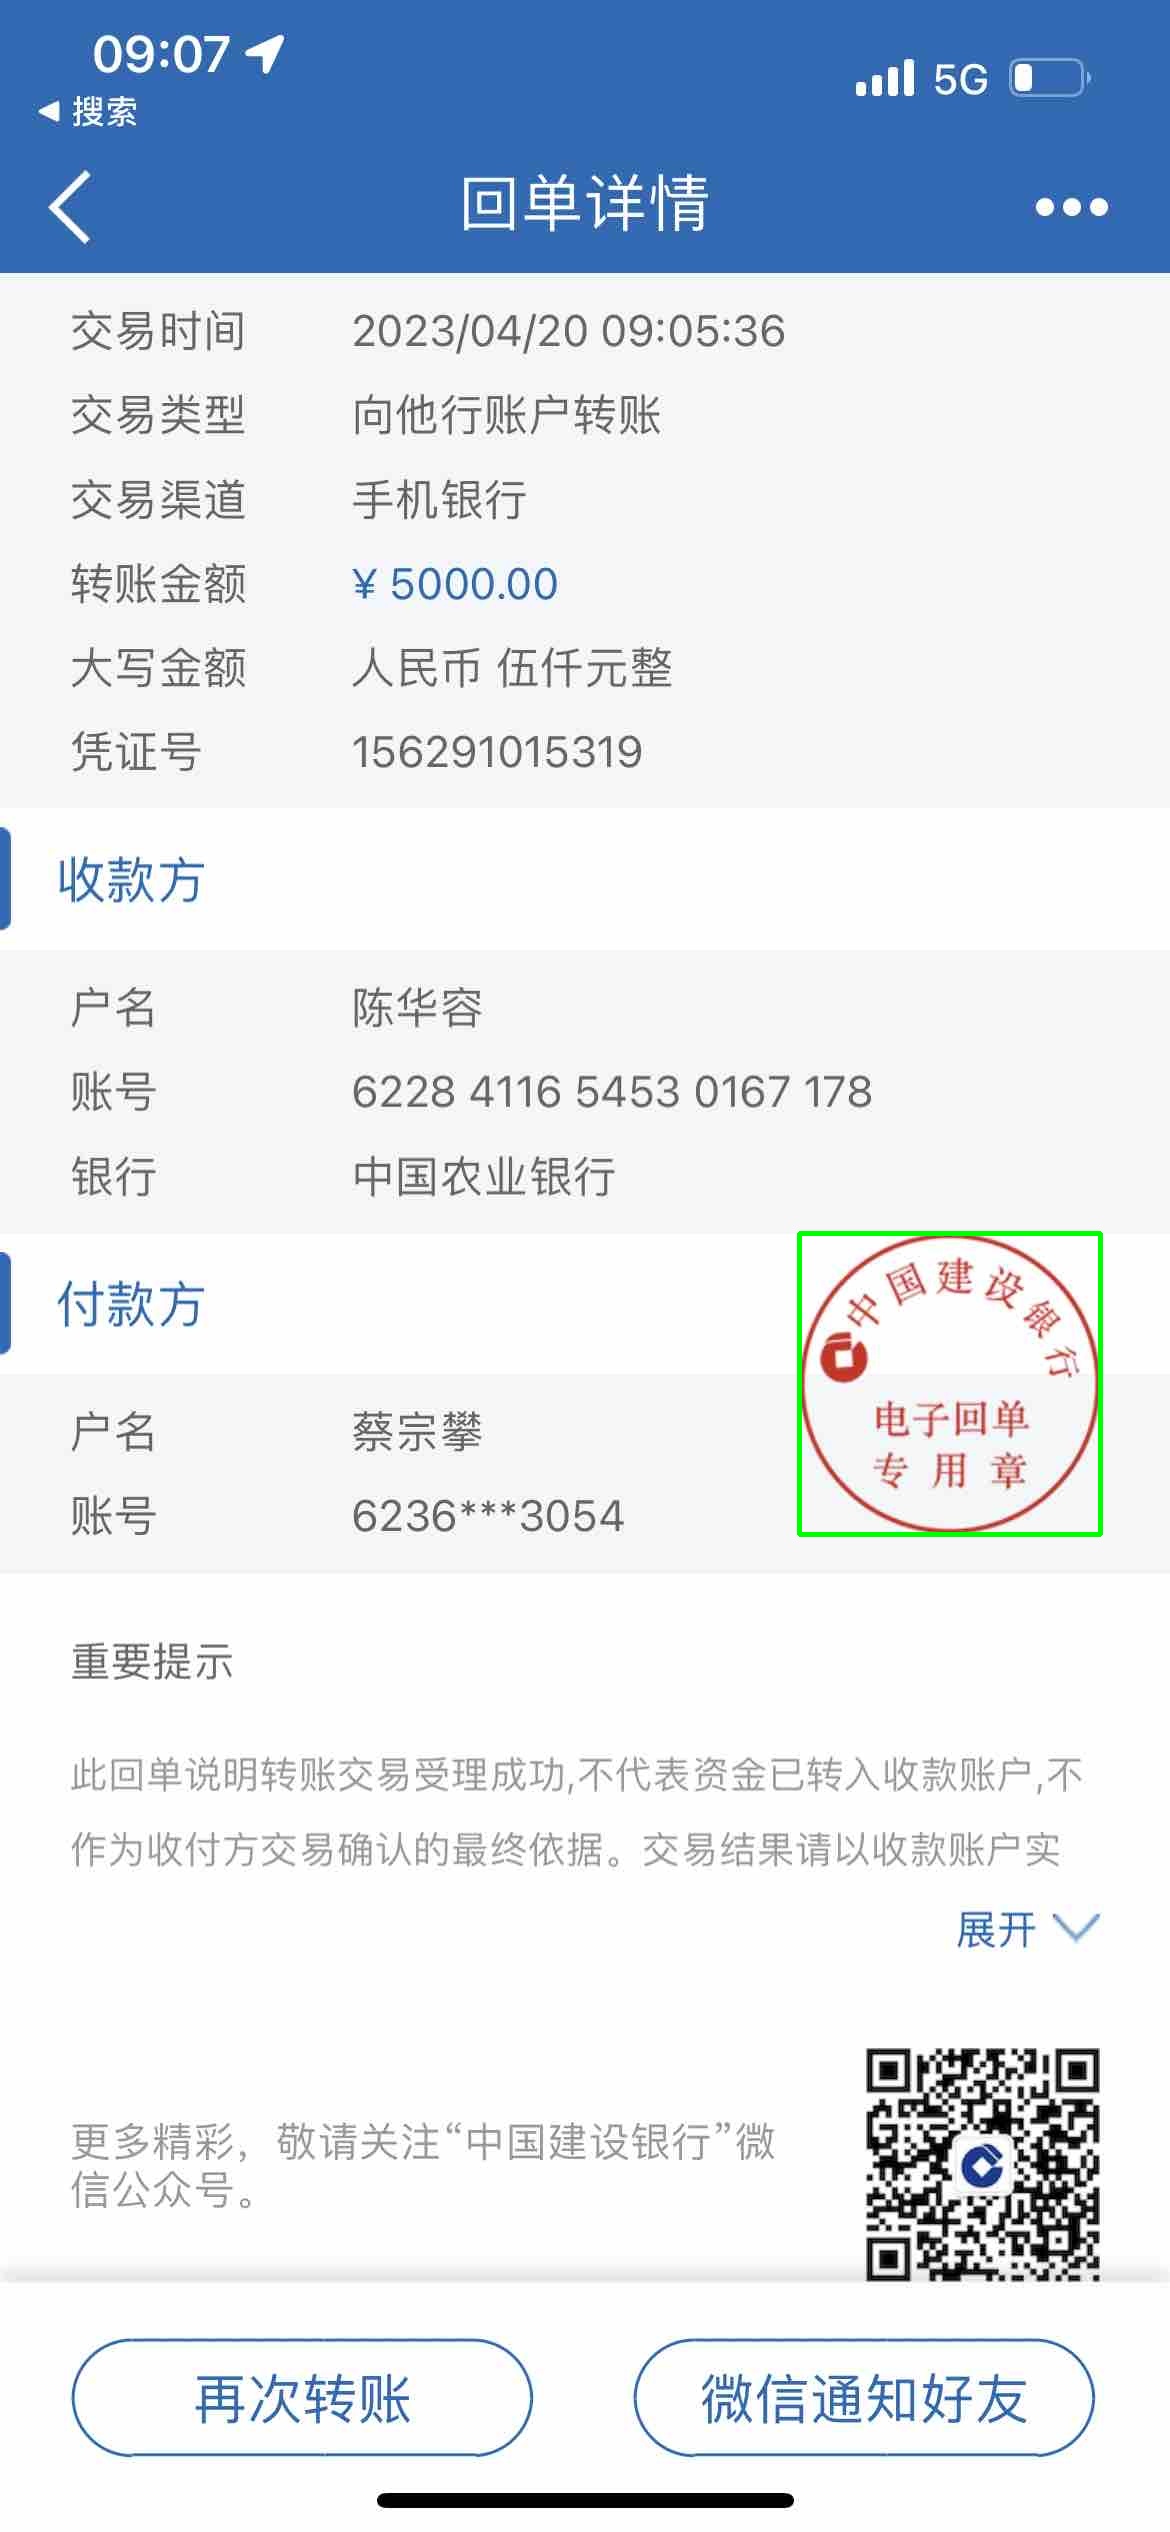 09:07
5G
搜索
回单详情
交易时间 2023/04/20 09:05:36
交易类型 向他行账户转账
交易渠道 手机银行
转账金额 ¥ 5000.00
大写金额 人民币 伍仟元整
凭证号 156291015319
收款方
户名 陈华容
账号 6228 4116 5453 0167 178
银行 中国农业银行
付款方
中国建设银行
电子回单
专用章
户名 蔡宗攀
账号 6236***3054
重要提示
此回单说明转账交易受理成功,不代表资金已转入收款账户,不
作为收付方交易确认的最终依据。交易结果请以收款账户实
展开
更多精彩，敬请关注“中国建设银行”微
信公众号。
再次转账 微信通知好友